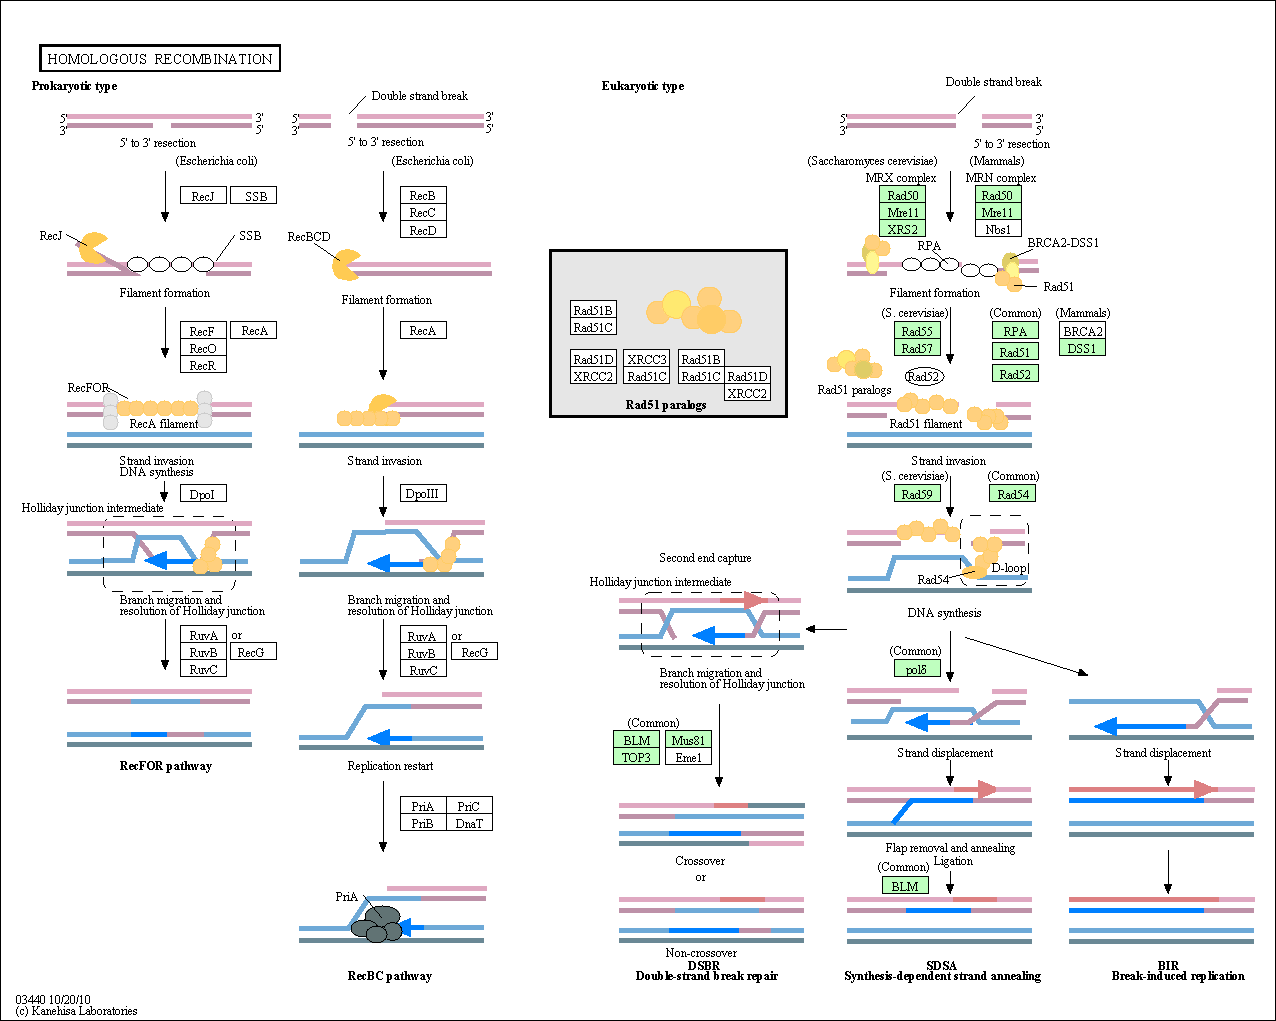 HOMOLOGOUS RECOMBINATION
Prokaryotic type
5'
3'
3'
5'
5' to 3' resection
(Escherichia coli)
RecJ
SSB
RecJ
SSB
Filament formation
RecF
RecA
RecO
RecR
RecFOR
RecA filament
Strand invasion
DNA synthesis
DpoI
Holliday junction intermediate
Branch migration and
resolution of Holliday junction
RuvA
or
RuvB
RecG
RuvC
RecFOR pathway
Double strand break
5'
3'
3'
5'
5' to 3' resection
(Escherichia coli)
RecB
RecC
RecD
RecBCD
Filament formation
RecA
Strand invasion
DpoIII
Branch migration and
resolution of Holliday junction
RuvA
or
RuvB
RecG
RuvC
Replication restart
PriA
PriC
PriB
DnaT
PriA
RecBC pathway
Eukaryotic type
Double strand break
5'
3'
3'
5'
5' to 3' resection
(Saccharomyces cerevisiae)
(Mammals)
MRX complex
MRN complex
Rad50
Rad50
Mre11
Mre11
XRS2
Nbs1
RPA
BRCA2-DSS1
Rad51
Filament formation
(S. cerevisiae)
(Common)
(Mammals)
Rad55
RPA
BRCA2
Rad57
Rad51
DSS1
Rad52
Rad52
Rad51 paralogs
Rad51 filament
Rad51B
Rad51C
Rad51D
XRCC3
Rad51B
XRCC2
Rad51C
Rad51C
Rad51D
XRCC2
Rad51 paralogs
Strand invasion
(S. cerevisiae)
(Common)
Rad59
Rad54
D-loop
Rad54
DNA synthesis
Second end capture
Holliday junction intermediate
Branch migration and
resolution of Holliday junction
(Common)
BLM
Mus81
TOP3
Eme1
Crossover
or
Non-crossover
DSBR
Double-strand break repair
(Common)
polδ
Strand displacement
Flap removal and annealing
Ligation
(Common)
BLM
SDSA
Synthesis-dependent strand annealing
Strand displacement
BIR
Break-induced replication
03440 10/20/10
(c) Kanehisa Laboratories